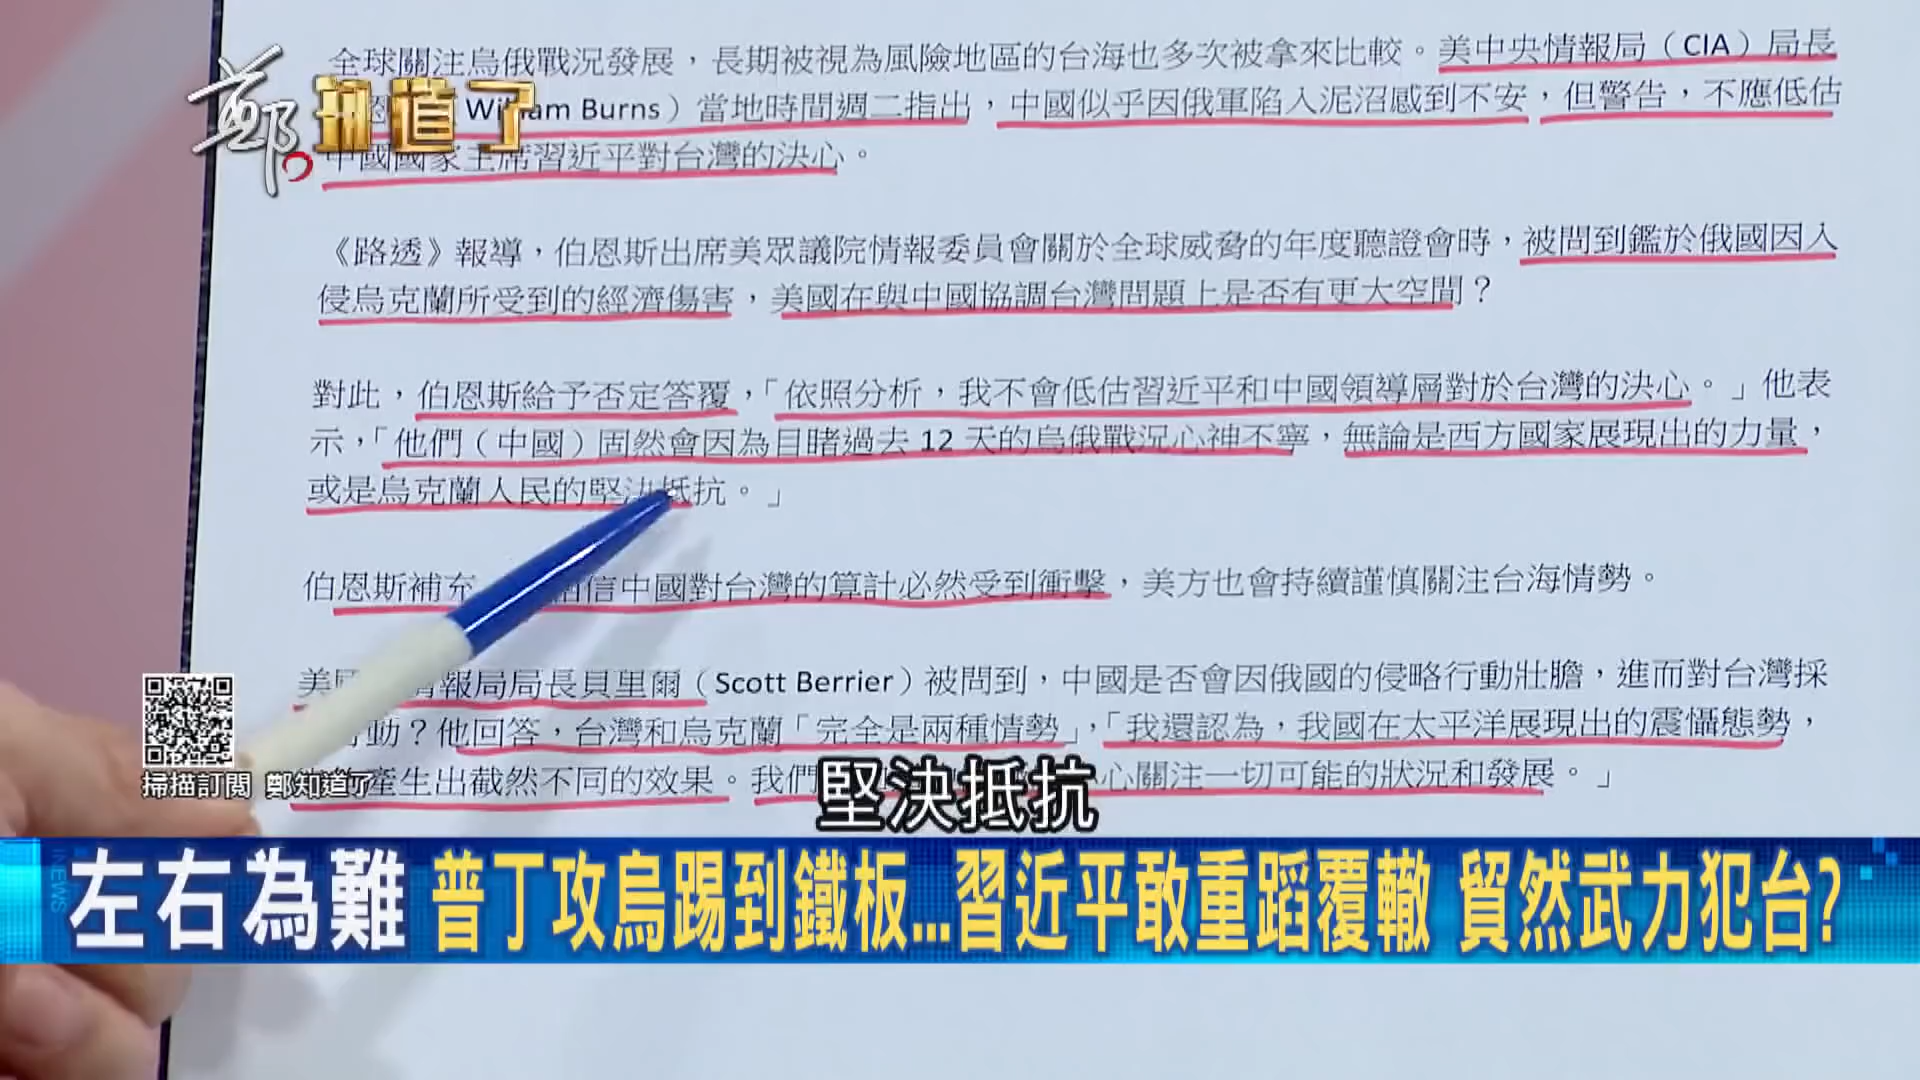 全球關注烏俄戰況發展，長期被視為風險地區的台海也多次被拿來比較。美中央情報局（CIA）局長
鄭知道了
William Burns）當地時間週二指出，中國似乎因俄軍陷入泥沼感到不安，但警告，不應低估
中國國家主席習近平對台灣的決心。
《路透》報導，伯恩斯出席美眾議院情報委員會關於全球威脅的年度聽證會時，被問到鑑於俄國因入
侵烏克蘭所受到的經濟傷害，美國在與中國協調台灣問題上是否有更大空間？
對此，伯恩斯給予否定答覆，「依照分析，我不會低估習近平和中國領導層對於台灣的決心。」他表
示，「他們（中國）固然會因為目睹過去 12 天的烏俄戰況心神不寧，無論是西方國家展現出的力量，
或是烏克蘭人民的堅決抵抗。」
伯恩斯補充 相信中國對台灣的算計必然受到衝擊，美方也會持續謹慎關注台海情勢。
美國 情報局局長貝里爾（Scott Berrier）被問到，中國是否會因俄國的侵略行動壯膽，進而對台灣採
行動？他回答，台灣和烏克蘭「完全是兩種情勢」，「我還認為，我國在太平洋展現出的震懾態勢，
產生出截然不同的效果。我們 心關注一切可能的狀況和發展。」
掃描訂閱 鄭知道了
堅決抵抗
INEWS
左右為難 普丁攻烏踢到鐵板...習近平敢重蹈覆轍 貿然武力犯台?